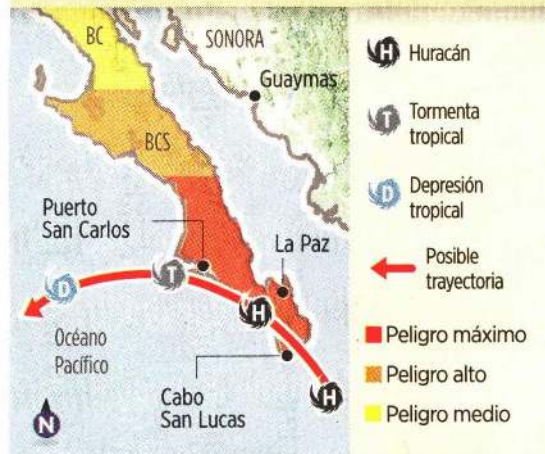 BC
SONORA
Guaymas
BCS
Puerto
San Carlos
La Paz
T
D
H
Océano
Pacífico
Cabo
San Lucas
H
N
H
Huracán
T
Tormenta
tropical
D
Depresión
tropical
Posible
trayectoria
Peligro máximo
Peligro alto
Peligro medio